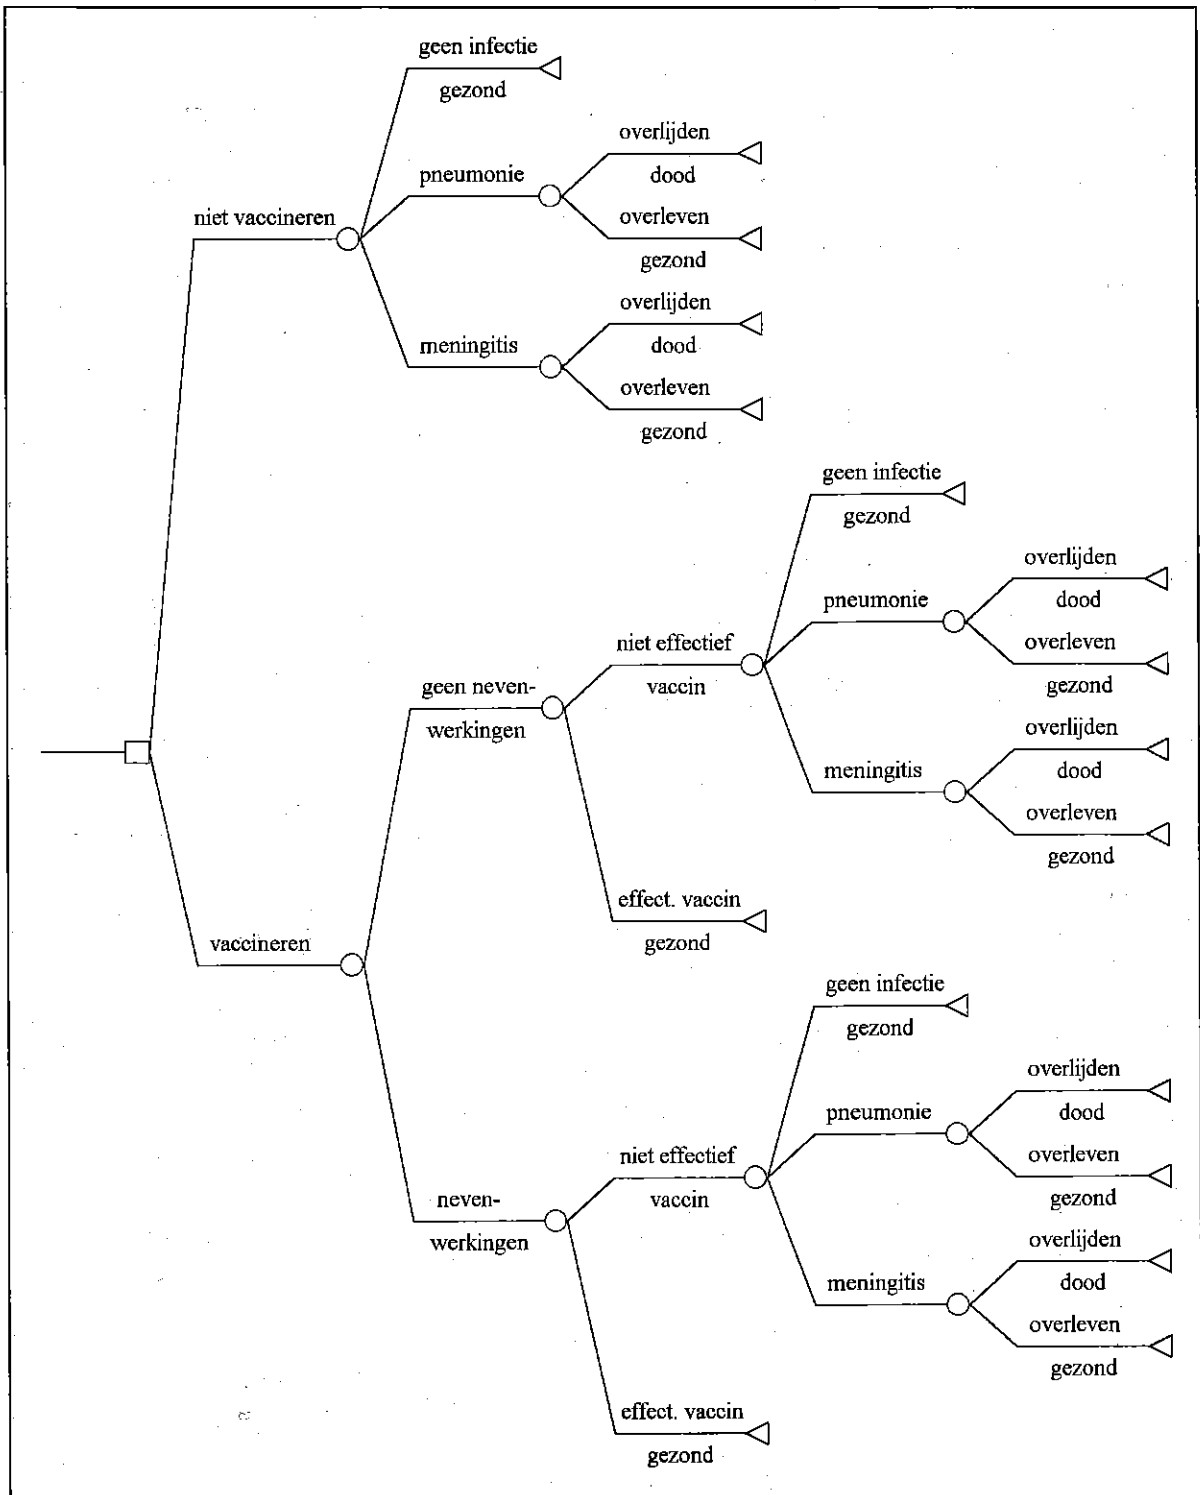 geen infectie
gezond
overlijden
dood
pneumonie
overleven
gezond
niet vaccineren
overlijden
dood
meningitis
overleven
gezond
geen infectie
gezond
overlijden
dood
pneumonie
overleven
gezond
niet effectief
vaccin
geen neven-
werkingen
overlijden
dood
meningitis
overleven
gezond
effect. vaccin
gezond
vaccineren
geen infectie
gezond
overlijden
dood
pneumonie
overleven
gezond
niet effectief
vaccin
neven-
werkingen
overlijden
dood
meningitis
overleven
gezond
effect. vaccin
gezond